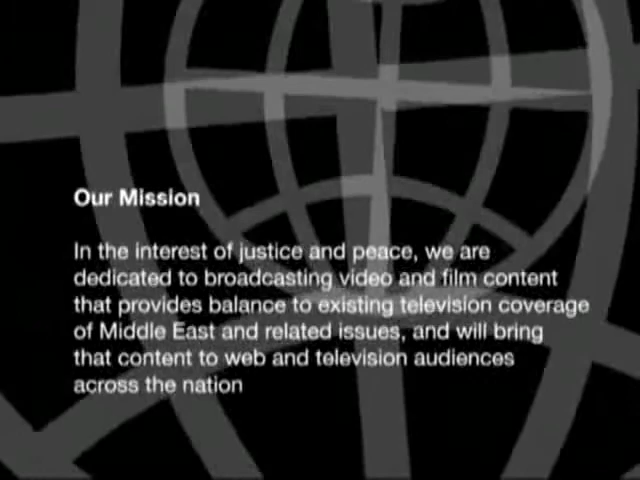 Our Mission
In the interest of justice and peace, we are
dedicated to broadcasting video and film content
that provides balance to existing television coverage
of Middle East and related issues, and will bring
that content to web and television audiences
across the nation